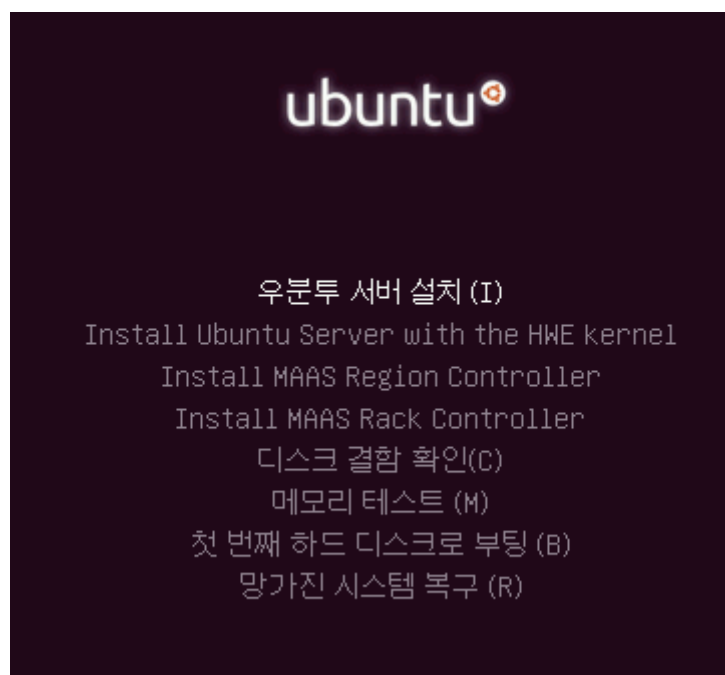 ubuntu
우분투 서버 설치 (I)
Install Ubuntu Server with the HWE kernel
Install MAAS Region Controller
Install MAAS Rack Controller
디스크 결함 확인(C)
메모리 테스트 (M)
첫 번째 하드 디스크로 부팅 (B)
망가진 시스템 복구 (R)